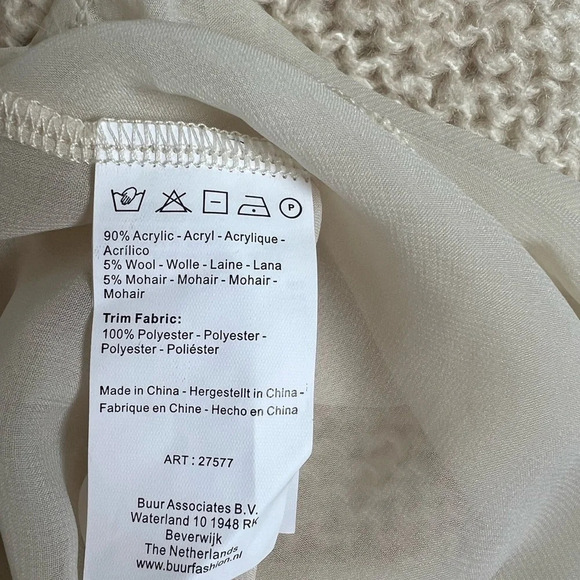 P
90% Acrylic - Acryl - Acrylique -
Acrílico
5% Wool - Wolle - Laine - Lana
5% Mohair - Mohair - Mohair -
Mohair
Trim Fabric:
100% Polyester - Polyester -
Polyester - Poliéster
Made in China - Hergestellt in China -
Fabrique en Chine - Hecho en China
ART : 27577
Buur Associates B.V.
Waterland 10 1948 RK
Beverwijk
The Netherlands
www.buurfashion.nl